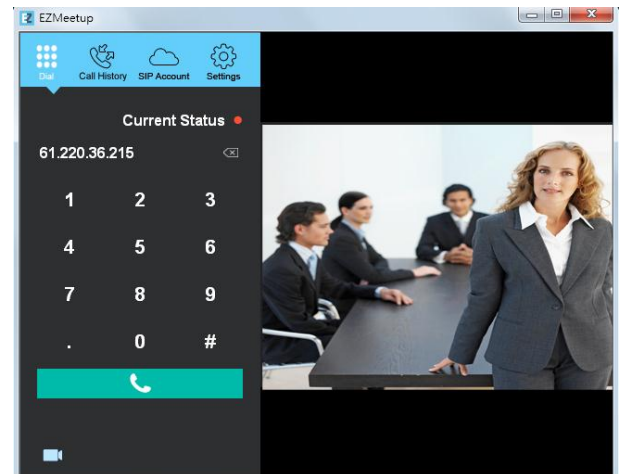 EZ EZMeetup
Dial Call History SIP Account Settings
Current Status
61.220.36.215
1 2 3
4 5 6
7 8 9
. 0 #